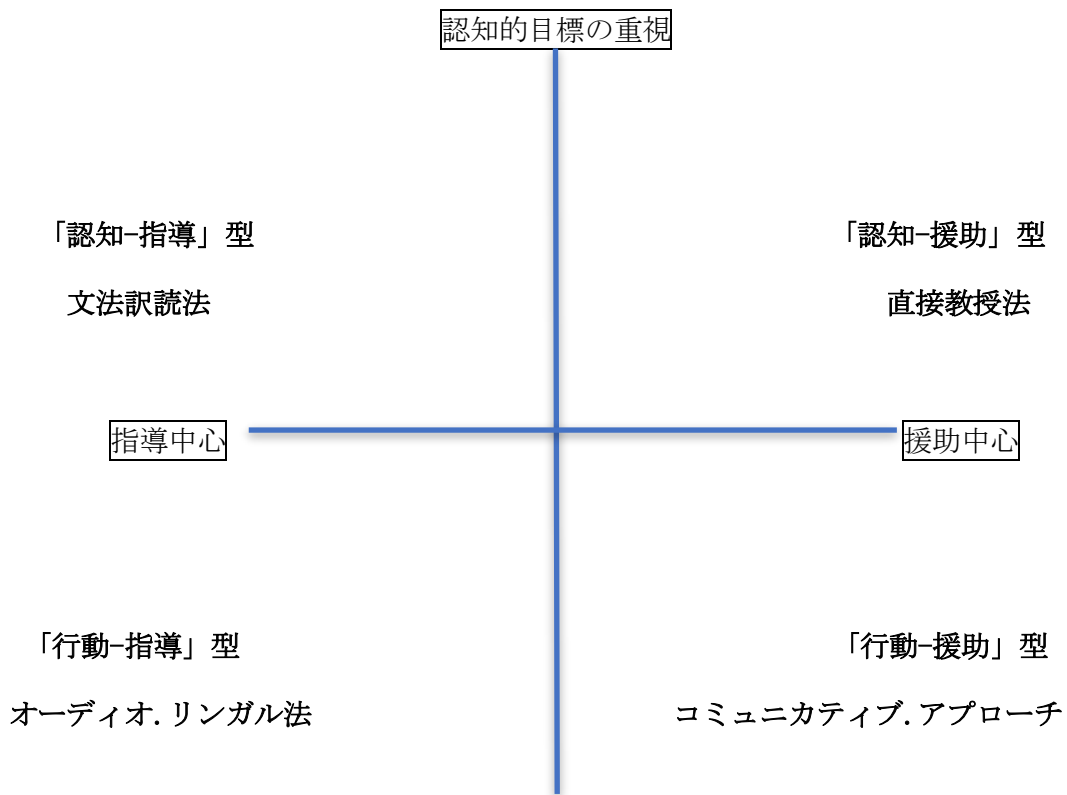 認知的目標の重視
「認知-指導」型
「認知-援助」型
文法訳読法
直接教授法
指導中心
援助中心
「行動-指導」型
「行動-援助」型
オーディオ.リンガル法
コミュニカティブ.アプローチ